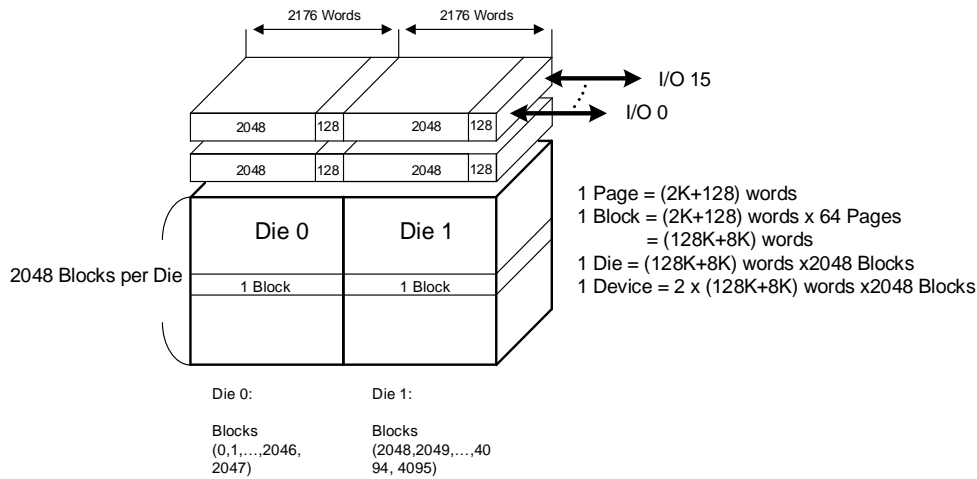 2176 Words 2176 Words
I/O 15
I/O 0
2048 128 2048 128
2048 128 2048 128
1 Page = (2K+128) words
1 Block = (2K+128) words x 64 Pages
= (128K+8K) words
1 Die = (128K+8K) words x2048 Blocks
1 Device = 2 x (128K+8K) words x2048 Blocks
Die 0 Die 1
2048 Blocks per Die
1 Block 1 Block
Die 0:
Blocks
(0,1,…,2046,
2047)
Die 1:
Blocks
(2048,2049,…,40
94, 4095)